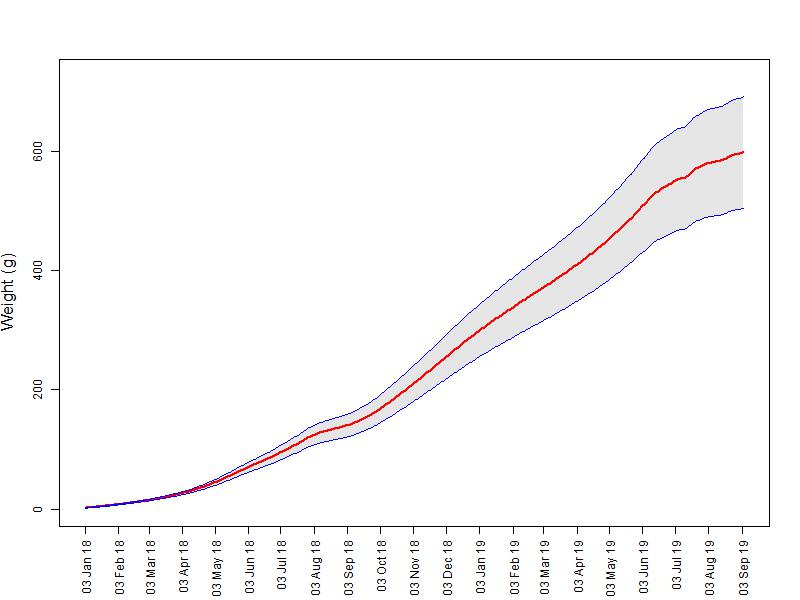 Weight (g)
600
400
200
0
03 Jan 18
03 Feb 18
03 Mar 18
03 Apr 18
03 May 18
03 Jun 18
03 Jul 18
03 Aug 18
03 Sep 18
03 Oct 18
03 Nov 18
03 Dec 18
03 Jan 19
03 Feb 19
03 Mar 19
03 Apr 19
03 May 19
03 Jun 19
03 Jul 19
03 Aug 19
03 Sep 19